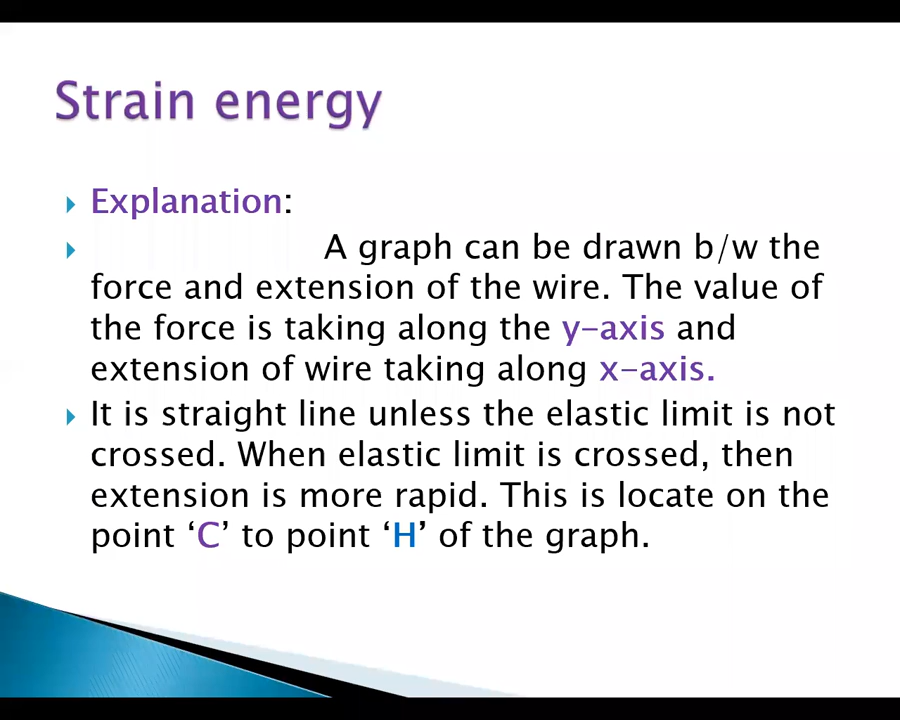 Strain energy
Explanation:
A graph can be drawn b/w the
force and extension of the wire. The value of
the force is taking along the y-axis and
extension of wire taking along x-axis.
It is straight line unless the elastic limit is not
crossed. When elastic limit is crossed, then
extension is more rapid. This is locate on the
point ‘C’ to point ‘H’ of the graph.